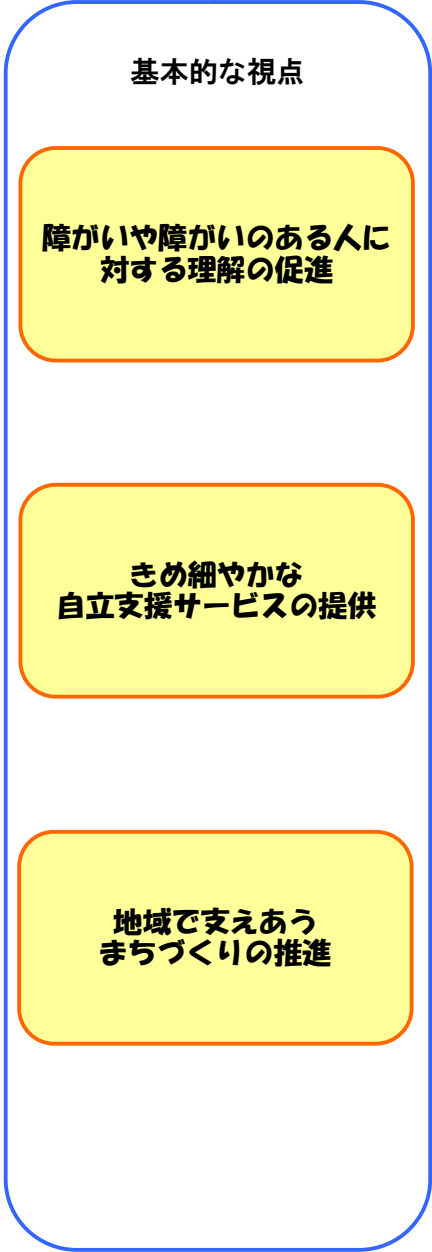 基本的な視点
障がいや障がいのある人に
対する理解の促進
きめ細やかな
自立支援サービスの提供
地域で支えあう
まちづくりの推進